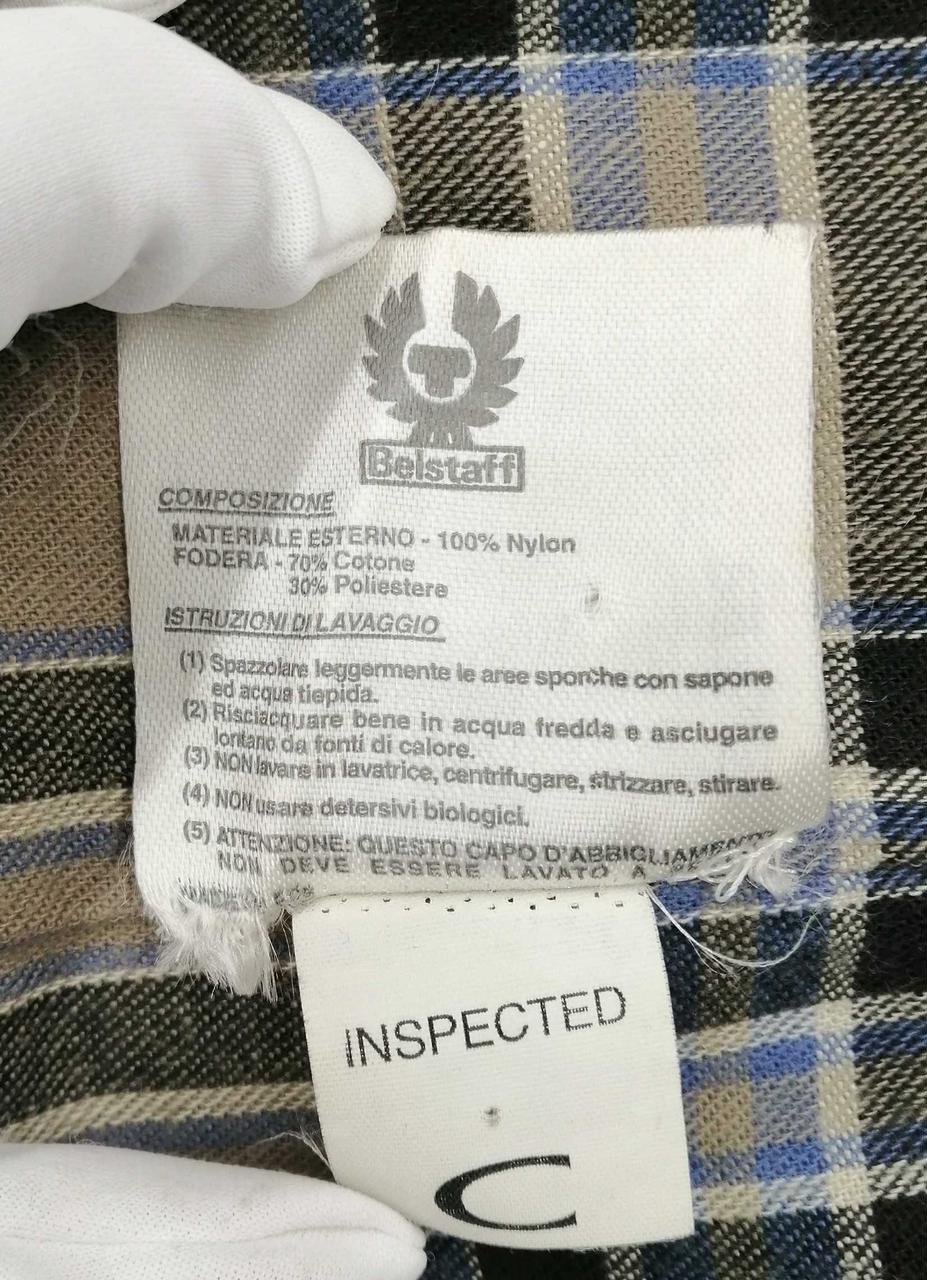 Belstaff
COMPOSIZIONE
MATERIALE ESTERNO - 100% Nylon
FODERA - 70% Cotone
30% Poliestere
ISTRUZIONI DI LAVAGGIO
(1) Spazzolare leggermente le aree sporche con sapone
ed acqua tiepida.
(2) Risciacquare bene in acqua fredda e asciugare
lontano da fonti di calore.
(3) NON lavare in lavatrice, centrifugare, strizzare, stirare.
(4) NON usare detersivi biologici.
(5) ATTENZIONE: QUESTO CAPO D'ABBIGLIAMENTO
NON DEVE ESSERE LAVATO A
INSPECTED
C